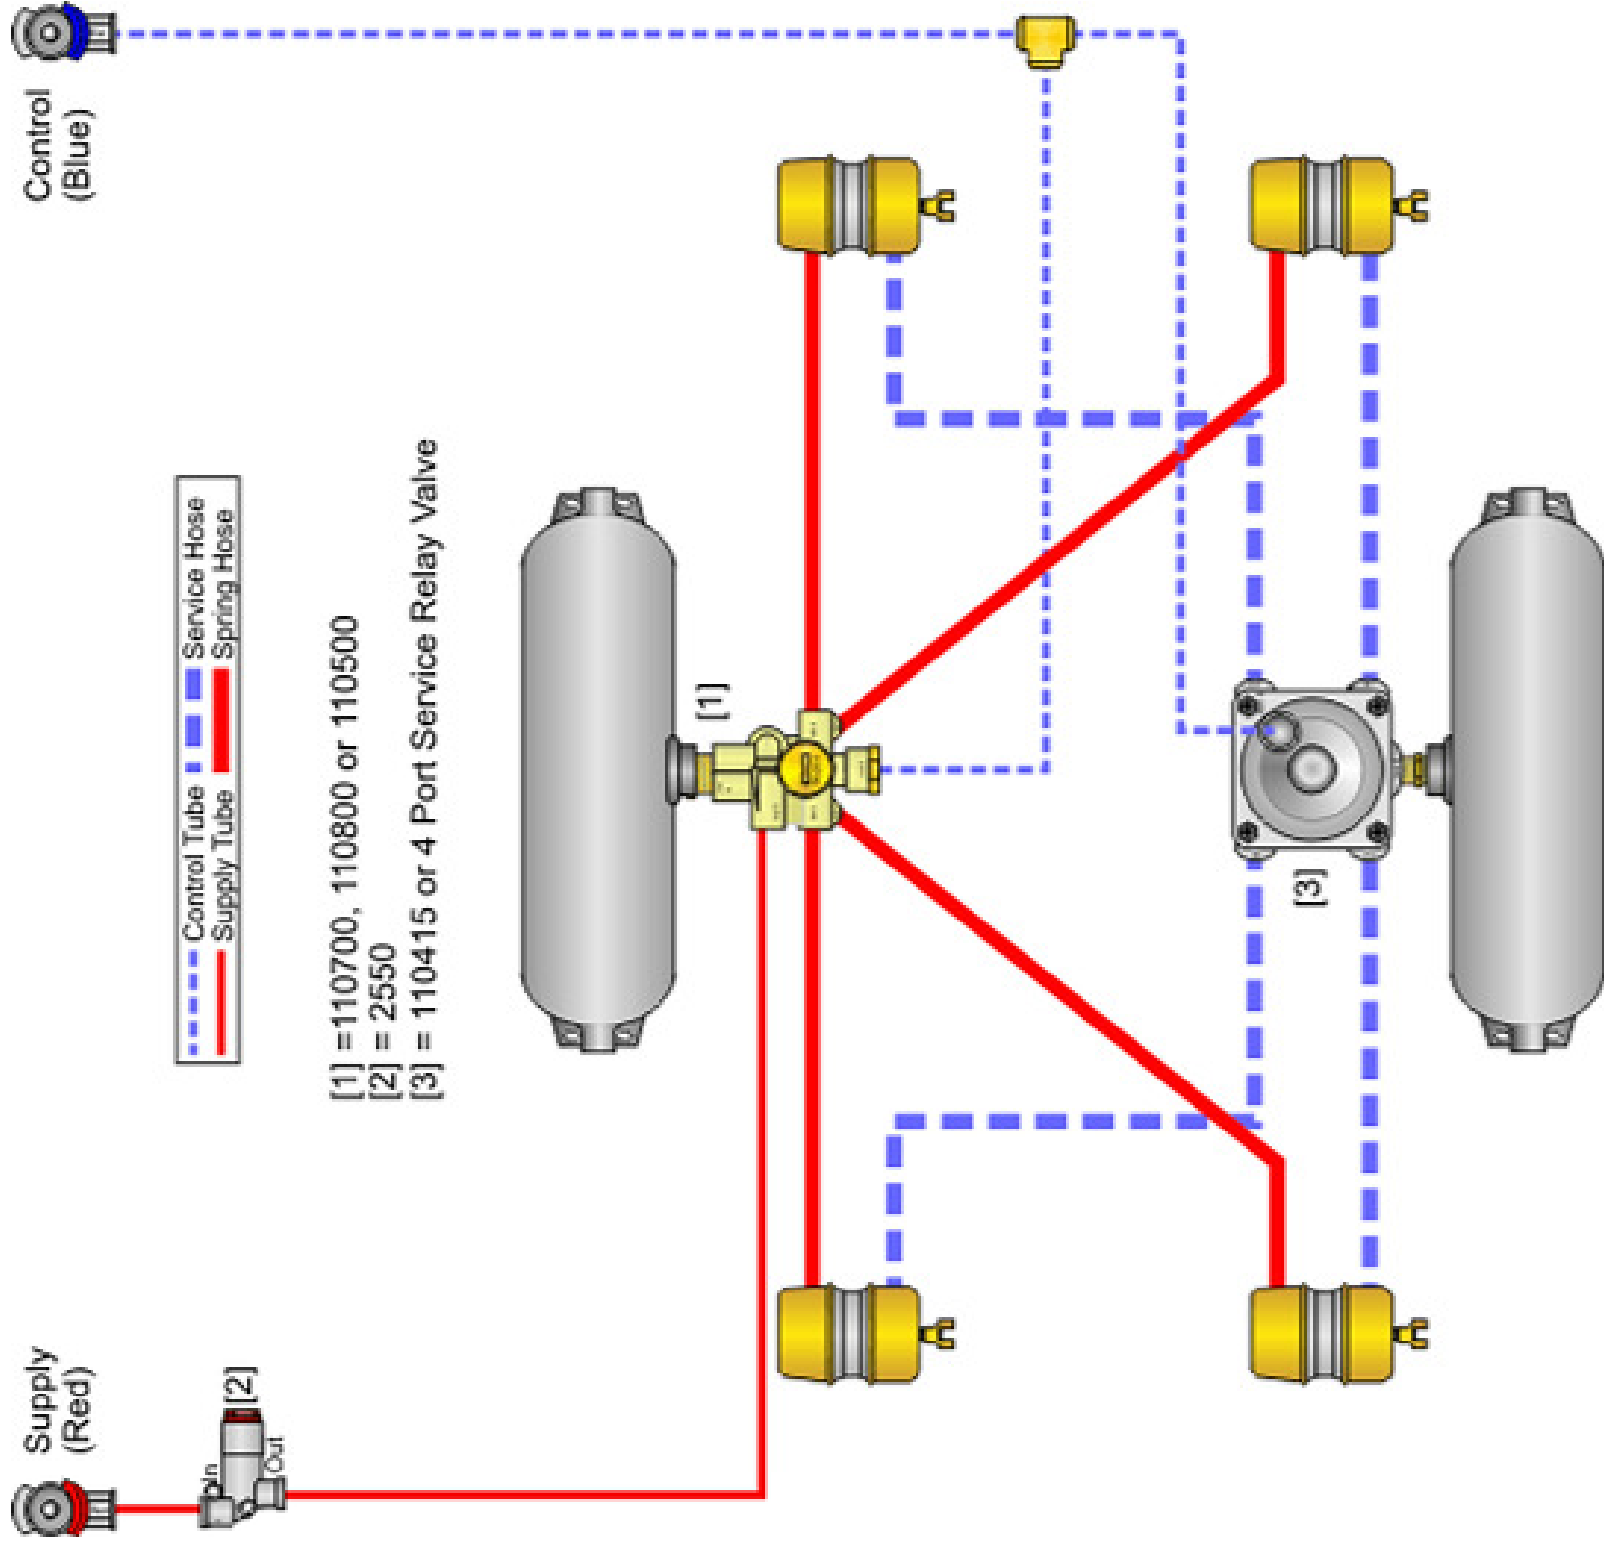 Control
(Blue)
Control Tube
Service Hose
Supply Tube
Spring Hose
[1] =110700, 110800 or 110500
[2] = 2550
[3] = 110415 or 4 Port Service Relay Valve
[1]
[3]
Supply
(Red)
[2]
In
Out